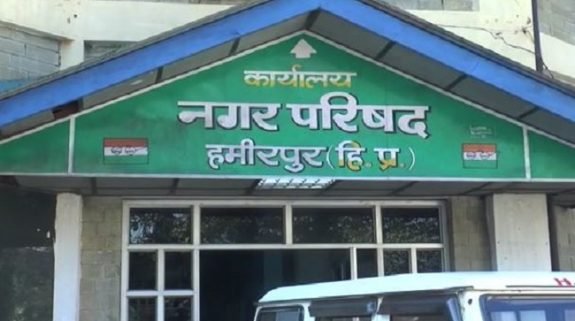 कार्यालय
नगर परिषद
हमीरपुर (हि. प्र.)